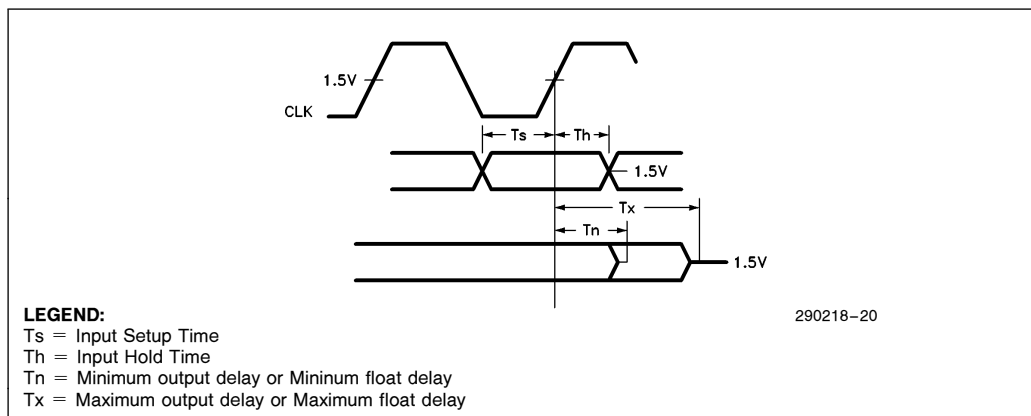 1.5V
CLK
Ts
Th
1.5V
Tx
Tn
1.5V
LEGEND:
290218–20
Ts = Input Setup Time
Th = Input Hold Time
Tn = Minimum output delay or Mininum float delay
Tx = Maximum output delay or Maximum float delay